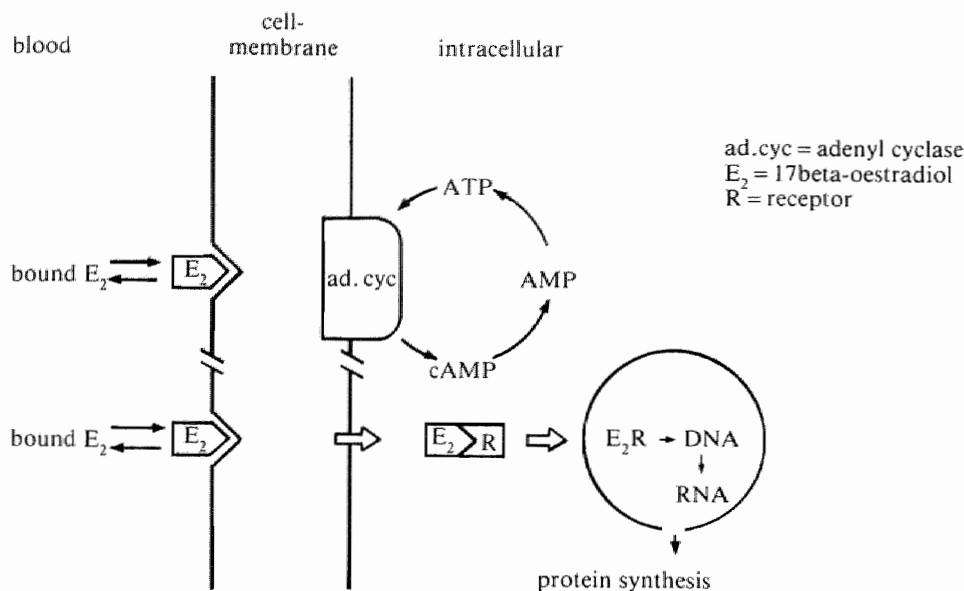 blood
cell-
membrane
intracellular
ad.cyc = adenyl cyclase
E₂ = 17beta-oestradiol
R = receptor
ATP
bound E₂
E₂
ad. cyc
AMP
cAMP
bound E₂
E₂
E₂ R
E₂R → DNA
↓
RNA
protein synthesis